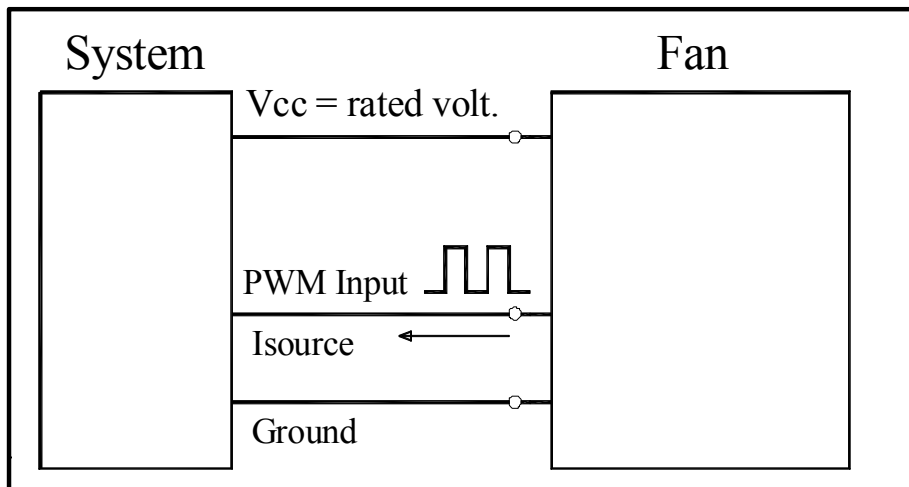 System
Fan
Vcc = rated volt.
PWM Input
Isource
Ground